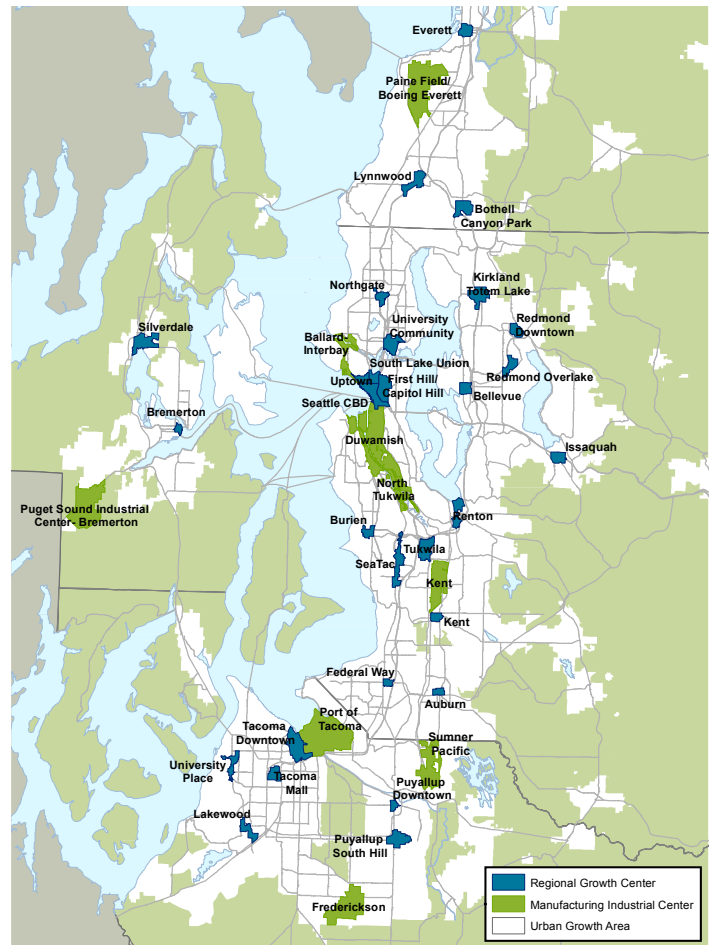 Everett
Paine Field/
Boeing Everett
Lynnwood
Bothell
Canyon Park
Northgate
Kirkland
Totem Lake
University
Community
Redmond
Downtown
Silverdale
Ballard-
Interbay
South Lake Union
Uptown
First Hill/
Capitol Hill
Redmond Overlake
Seattle CBD
Bellevue
Bremerton
Duwamish
Issaquah
North
Tukwila
Puget Sound Industrial
Center- Bremerton
Burien
Renton
Tukwila
SeaTac
Kent
Kent
Federal Way
Auburn
Port of
Tacoma
Tacoma
Downtown
Sumner
Pacific
University
Place
Tacoma
Mall
Puyallup
Downtown
Lakewood
Puyallup
South Hill
Frederickson
Regional Growth Center
Manufacturing Industrial Center
Urban Growth Area